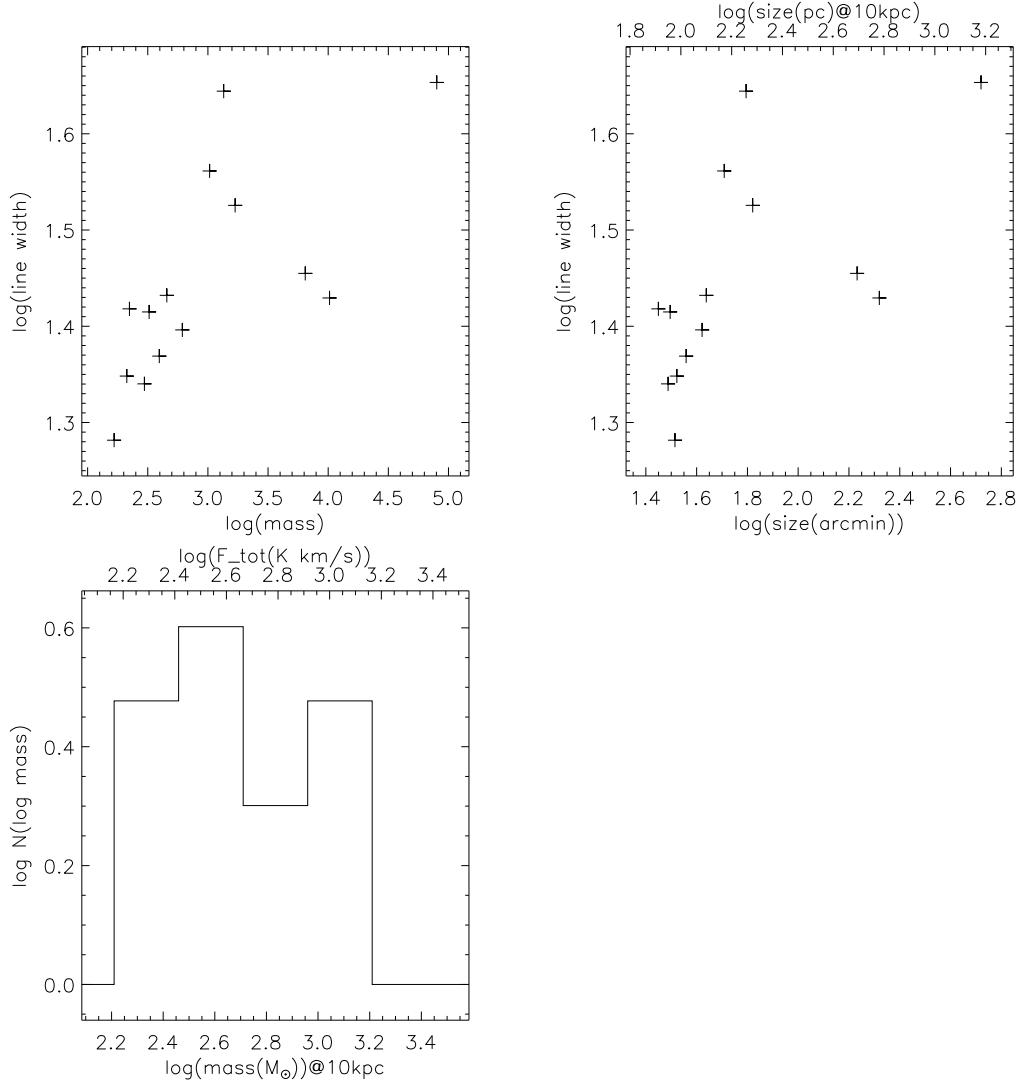 log(size(pc)@10kpc)
1.8 2.0 2.2 2.4 2.6 2.8 3.0 3.2
log(line width)
1.6
1.5
1.4
1.3
2.0 2.5 3.0 3.5 4.0 4.5 5.0
log(mass)
log(line width)
1.6
1.5
1.4
1.3
1.4 1.6 1.8 2.0 2.2 2.4 2.6 2.8
log(size(arcmin))
log(F_tot(K km/s))
2.2 2.4 2.6 2.8 3.0 3.2 3.4
log N(log mass)
0.6
0.4
0.2
0.0
2.2 2.4 2.6 2.8 3.0 3.2 3.4
log(mass(M⊙))@10kpc